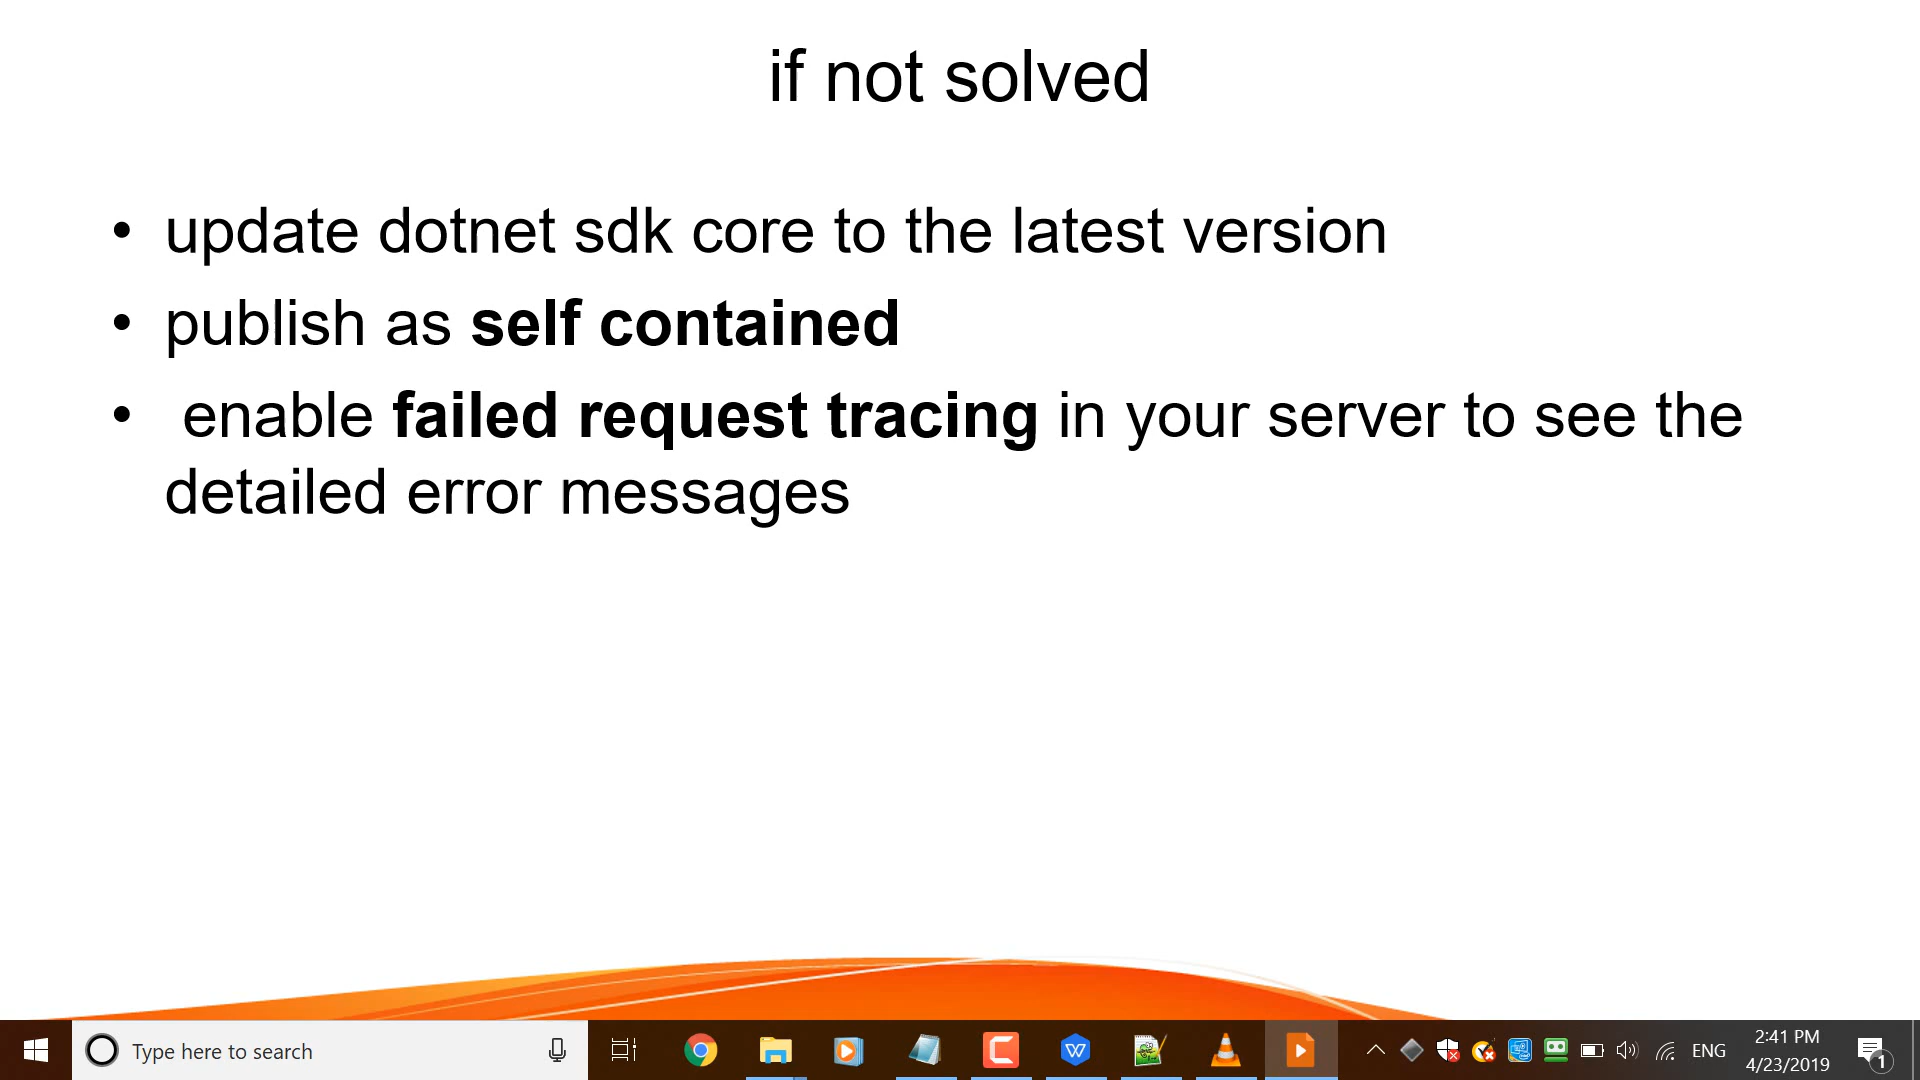 if not solved
• update dotnet sdk core to the latest version
• publish as self contained
• enable failed request tracing in your server to see the
detailed error messages
Type here to search
ENG
2:41 PM
4/23/2019
1